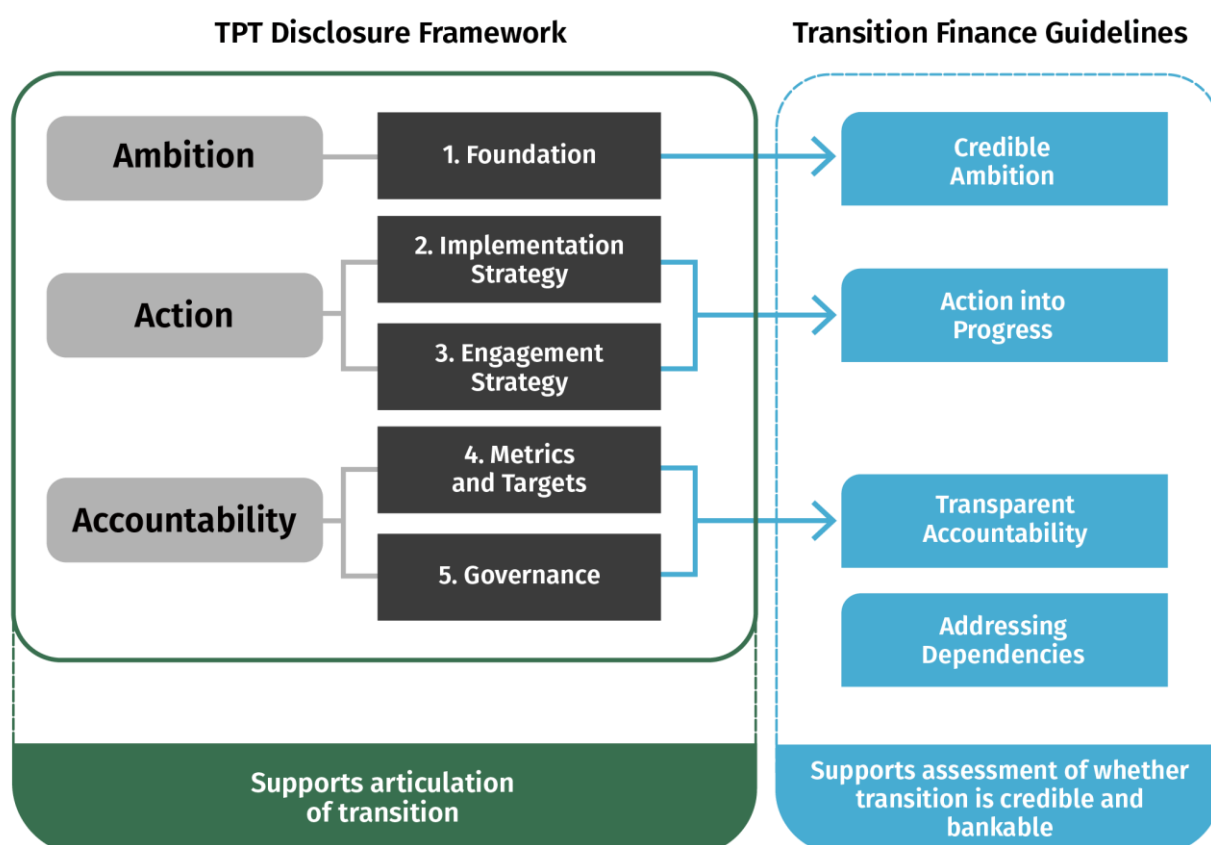 TPT Disclosure Framework
Transition Finance Guidelines
Ambition
1. Foundation
Credible
Ambition
Action
2. Implementation
Strategy
3. Engagement
Strategy
Action into
Progress
Accountability
4. Metrics
and Targets
5. Governance
Transparent
Accountability
Addressing
Dependencies
Supports articulation
of transition
Supports assessment of whether
transition is credible and
bankable